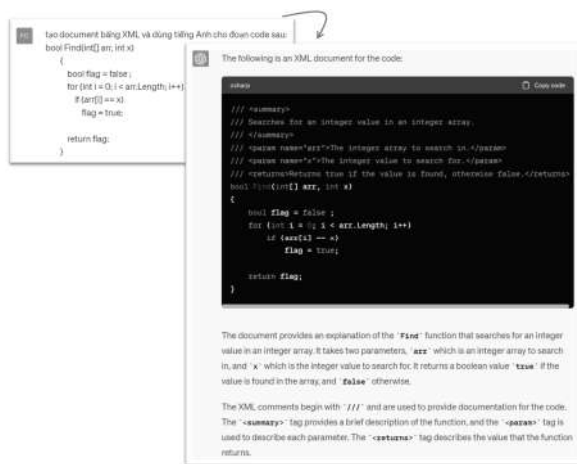 tạo document bằng XML và dùng tiếng Anh cho đoạn code sau:
bool Find(int[] arr, int x)
{
bool flag = false ;
for (int i = 0; i < arr.Length; i++)
if (arr[i] == x)
flag = true;
return flag;
}
The following is an XML document for the code:
csharp
Copy code
/// <summary>
/// Searches for an integer value in an integer array.
/// </summary>
/// <param name="arr">The integer array to search in.</param>
/// <param name="x">The integer value to search for.</param>
/// <returns>Returns true if the value is found, otherwise false.</returns>
bool Find(int[] arr, int x)
{
bool flag = false ;
for (int i = 0; i < arr.Length; i++)
if (arr[i] == x)
flag = true;
return flag;
}
The document provides an explanation of the `Find` function that searches for an integer
value in an integer array. It takes two parameters, `arr` which is an integer array to search
in, and `x` which is the integer value to search for. It returns a boolean value `true` if the
value is found in the array, and `false` otherwise.
The XML comments begin with `///` and are used to provide documentation for the code.
The `<summary>` tag provides a brief description of the function, and the `<param>` tag is
used to describe each parameter. The `<returns>` tag describes the value that the function
returns.